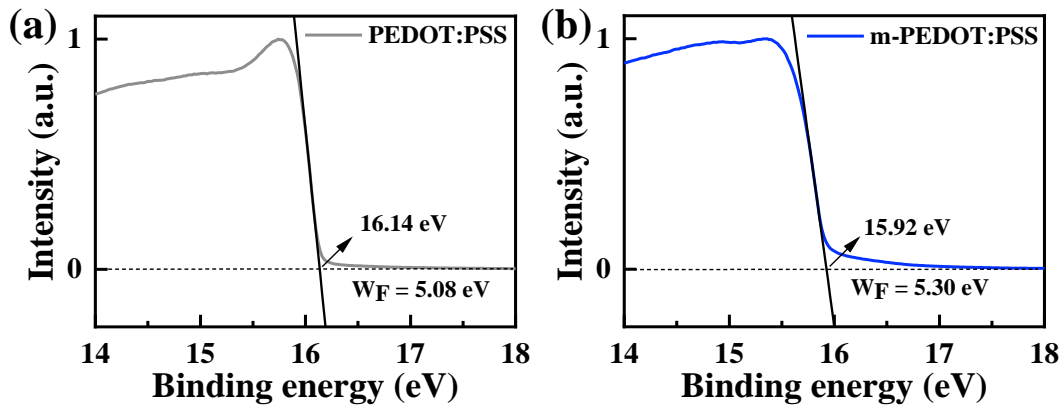 (a)
PEDOT:PSS
Intensity (a.u.)
1
0
16.14 eV
WF = 5.08 eV
14 15 16 17 18
Binding energy (eV)
(b)
m-PEDOT:PSS
Intensity (a.u.)
1
0
15.92 eV
WF = 5.30 eV
14 15 16 17 18
Binding energy (eV)